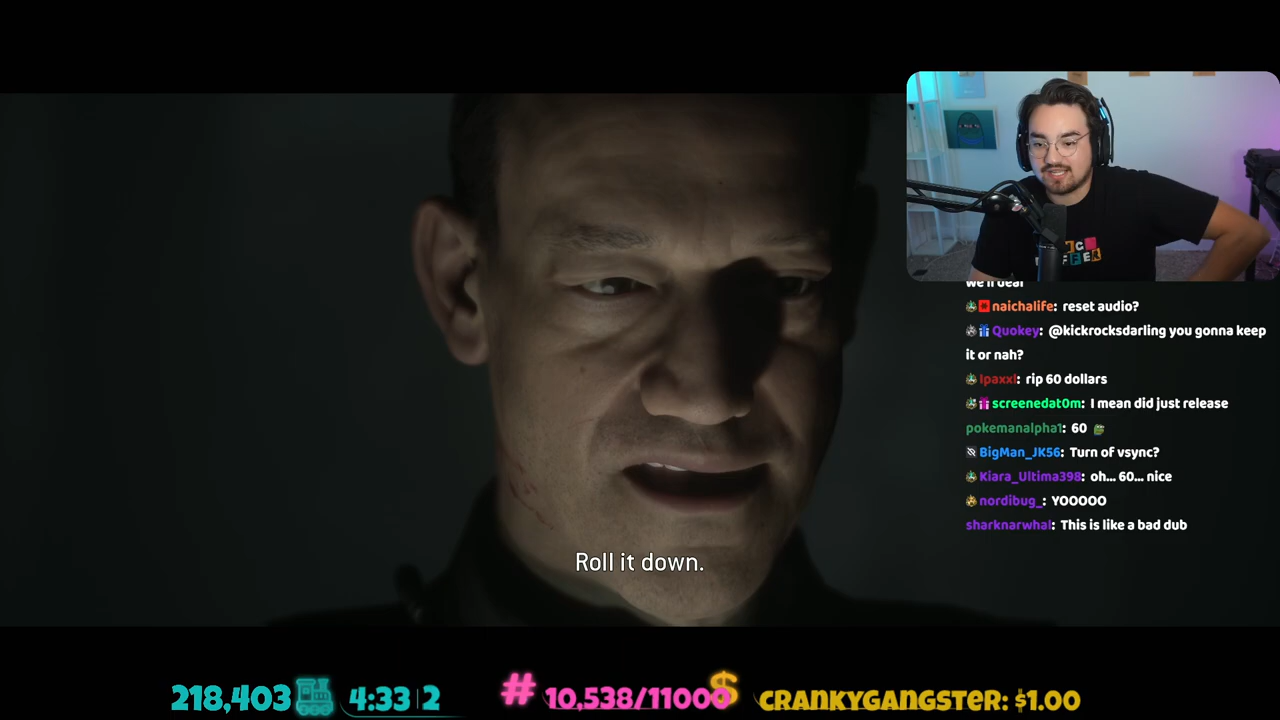 we'll deal
naichalife: reset audio?
Quokey: @kickrocksdarling you gonna keep
it or nah?
lpaxxl: rip 60 dollars
screenedat0m: I mean did just release
pokemanalpha1: 60
BigMan_JK56: Turn of vsync?
Kiara_Ultima398: oh... 60... nice
nordibug_: YOOOOO
sharknarwhal: This is like a bad dub
Roll it down.
218,403 4:33|2 # 10,538/11000 $ CRANKYGANGSTER: $1.00